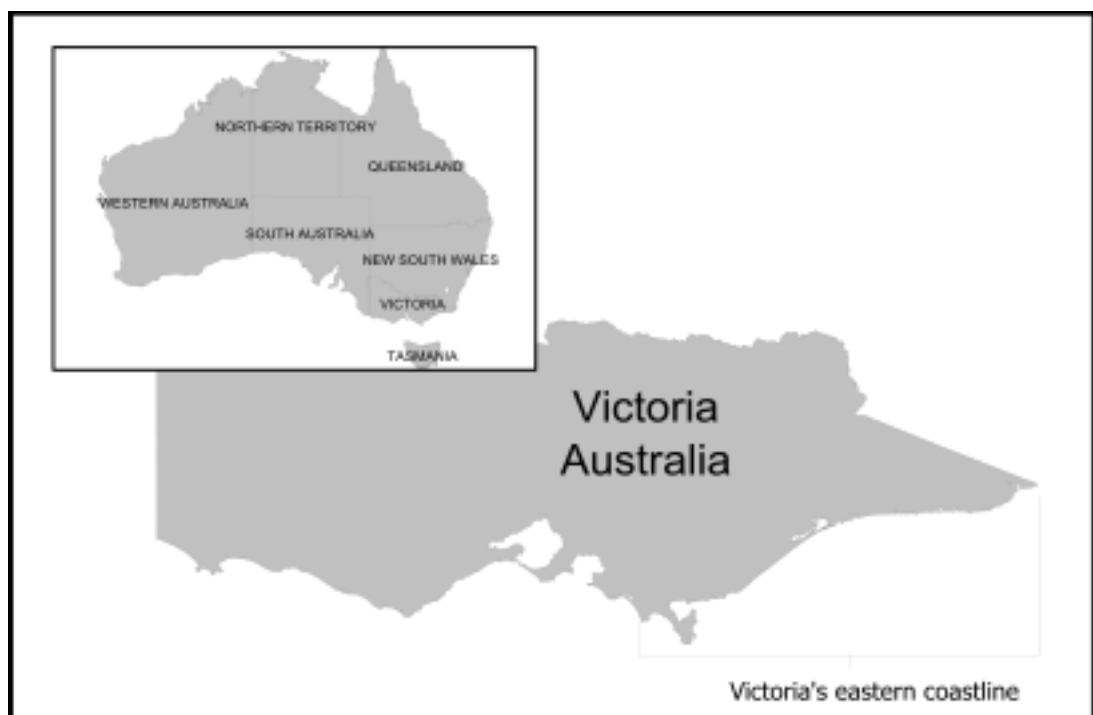 NORTHERN TERRITORY
QUEENSLAND
WESTERN AUSTRALIA
SOUTH AUSTRALIA
NEW SOUTH WALES
VICTORIA
TASMANIA
Victoria
Australia
Victoria's eastern coastline